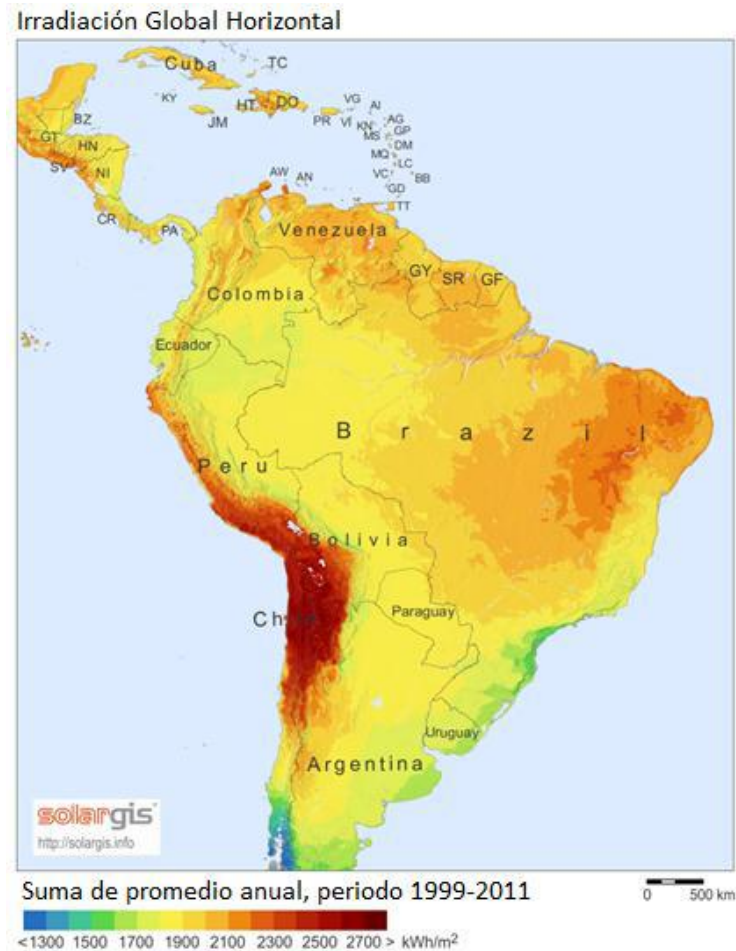 Irradiación Global Horizontal
Cuba
TC
KY
HT
DO
JM
PR
VG
VI
AI
KN
AG
MS
GP
DM
MQ
LC
VC
BB
GD
TT
BZ
GT
HN
SV
NI
CR
PA
AW
AN
Venezuela
GY
SR
GF
Colombia
Ecuador
Brazil
Peru
Bolivia
Paraguay
Uruguay
Argentina
solargis
http://solargis.info
Suma de promedio anual, periodo 1999-2011
0 500 km
<1300 1500 1700 1900 2100 2300 2500 2700 > kWh/m²